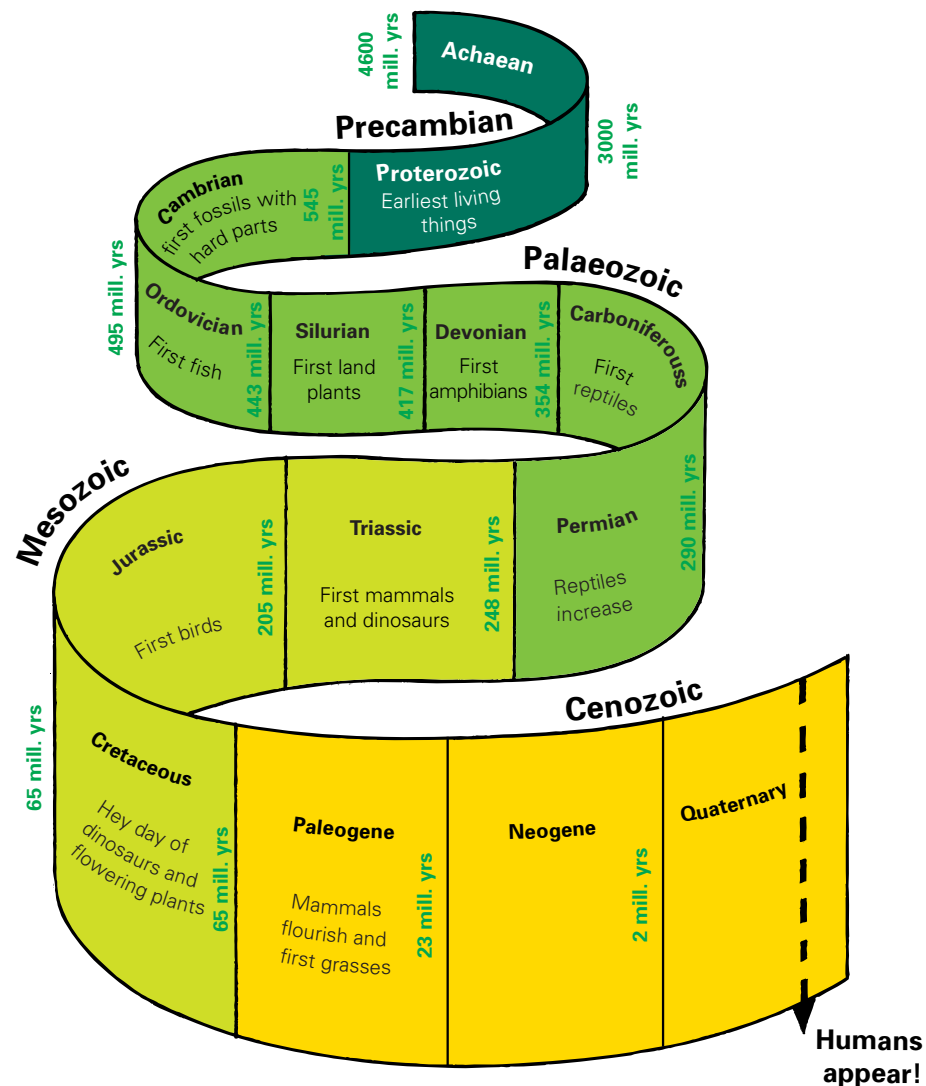 4600
mill. yrs
Achaean
3000
mill. yrs
Precambian
Proterozoic
Earliest living
things
545
mill. yrs
Cambrian
first fossils with
hard parts
495 mill. yrs
Palaeozoic
Ordovician
First fish
443 mill. yrs
Silurian
First land
plants
417 mill. yrs
Devonian
First
amphibians
354 mill. yrs
Carboniferouss
First
reptiles
290 mill. yrs
Permian
Reptiles
increase
248 mill. yrs
Mesozoic
Triassic
First mammals
and dinosaurs
205 mill. yrs
Jurassic
First birds
65 mill. yrs
Cretaceous
Hey day of
dinosaurs and
flowering plants
65 mill. yrs
Cenozoic
Paleogene
Mammals
flourish and
first grasses
23 mill. yrs
Neogene
2 mill. yrs
Quaternary
Humans
appear!